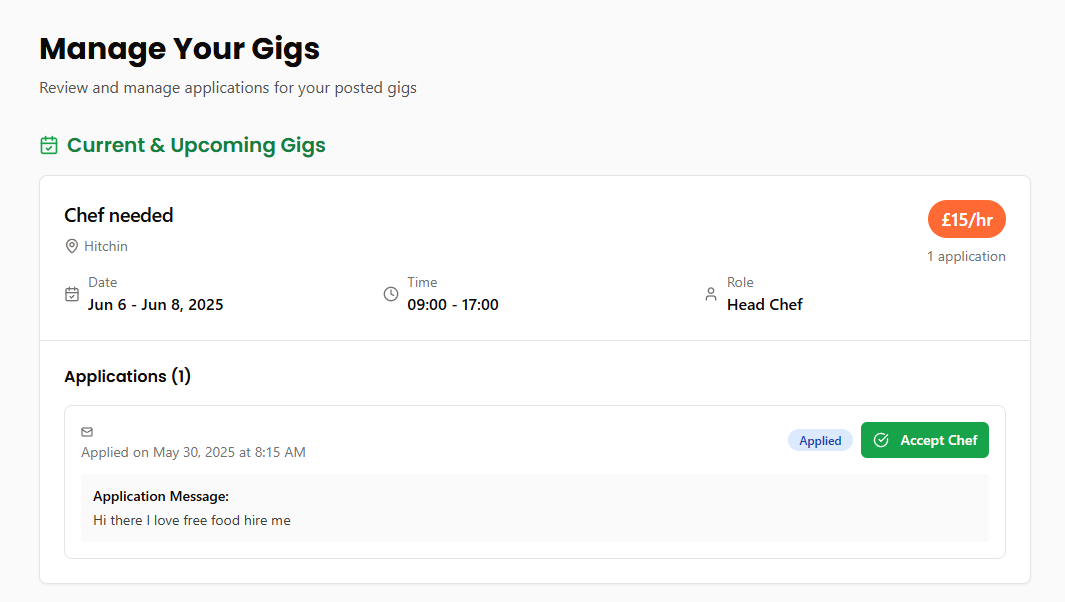 Manage Your Gigs
Review and manage applications for your posted gigs
Current & Upcoming Gigs
Chef needed
£15/hr
Hitchin
1 application
Date
Jun 6 - Jun 8, 2025
Time
09:00 - 17:00
Role
Head Chef
Applications (1)
Applied on May 30, 2025 at 8:15 AM
Applied
Accept Chef
Application Message:
Hi there I love free food hire me